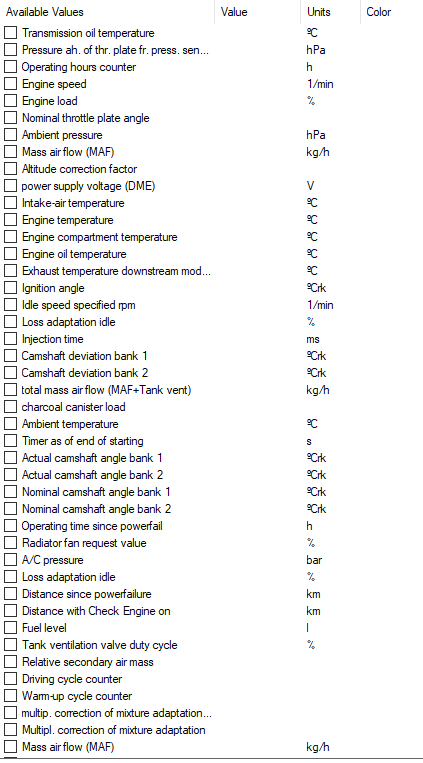 Available Values Value Units Color
Transmission oil temperature ºC
Pressure ah. of thr. plate fr. press. sen... hPa
Operating hours counter h
Engine speed 1/min
Engine load %
Nominal throttle plate angle
Ambient pressure hPa
Mass air flow (MAF) kg/h
Altitude correction factor
power supply voltage (DME) V
Intake-air temperature ºC
Engine temperature ºC
Engine compartment temperature ºC
Engine oil temperature ºC
Exhaust temperature downstream mod... ºC
Ignition angle ºCrk
Idle speed specified rpm 1/min
Loss adaptation idle %
Injection time ms
Camshaft deviation bank 1 ºCrk
Camshaft deviation bank 2 ºCrk
total mass air flow (MAF+Tank vent) kg/h
charcoal canister load
Ambient temperature ºC
Timer as of end of starting s
Actual camshaft angle bank 1 ºCrk
Actual camshaft angle bank 2 ºCrk
Nominal camshaft angle bank 1 ºCrk
Nominal camshaft angle bank 2 ºCrk
Operating time since powerfail h
Radiator fan request value %
A/C pressure bar
Loss adaptation idle %
Distance since powerfailure km
Distance with Check Engine on km
Fuel level l
Tank ventilation valve duty cycle %
Relative secondary air mass
Driving cycle counter
Warm-up cycle counter
multip. correction of mixture adaptation...
Multipl. correction of mixture adaptation
Mass air flow (MAF) kg/h